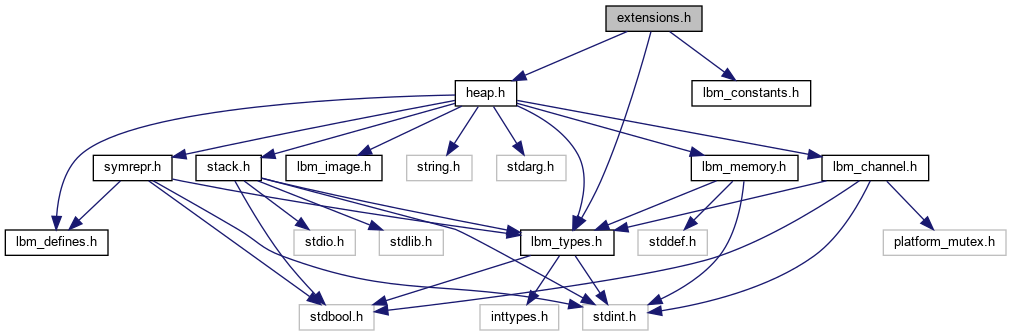 extensions.h
heap.h
lbm_constants.h
symrepr.h
stack.h
lbm_image.h
string.h
stdarg.h
lbm_memory.h
lbm_channel.h
lbm_defines.h
stdio.h
stdlib.h
lbm_types.h
stddef.h
platform_mutex.h
stdbool.h
inttypes.h
stdint.h